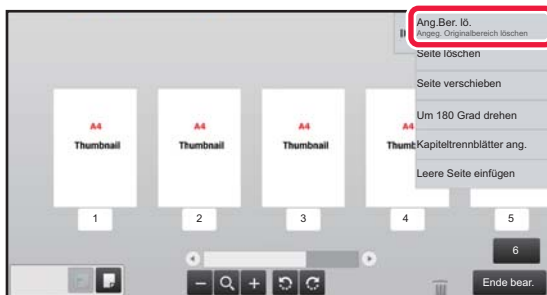 Ang.Ber. lö.
Angeg. Originalbereich löschen
Seite löschen
Seite verschieben
Um 180 Grad drehen
Kapiteltrennblätter ang.
Leere Seite einfügen
A4 A4 A4 A4
Thumbnail Thumbnail Thumbnail Thumb
1 2 3 4 5
6
Ende bear.